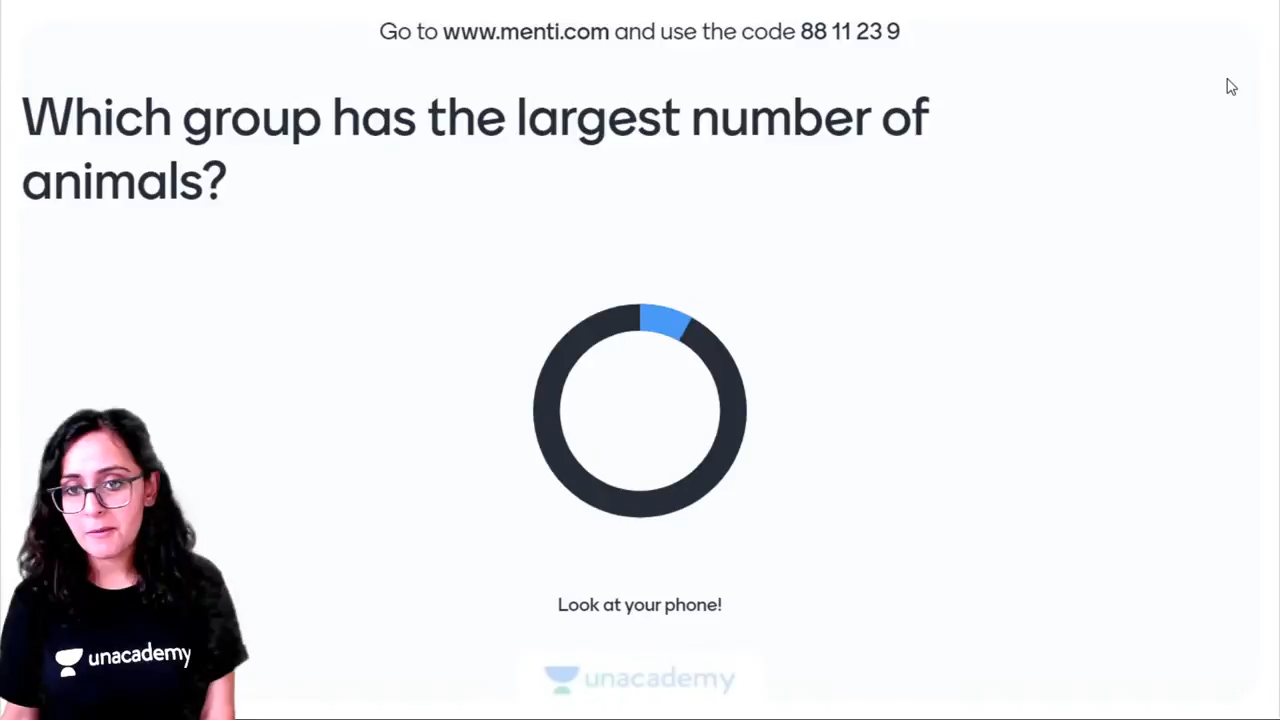 Go to www.menti.com and use the code 88 11 23 9
Which group has the largest number of
animals?
Look at your phone!
unacademy
unacademy